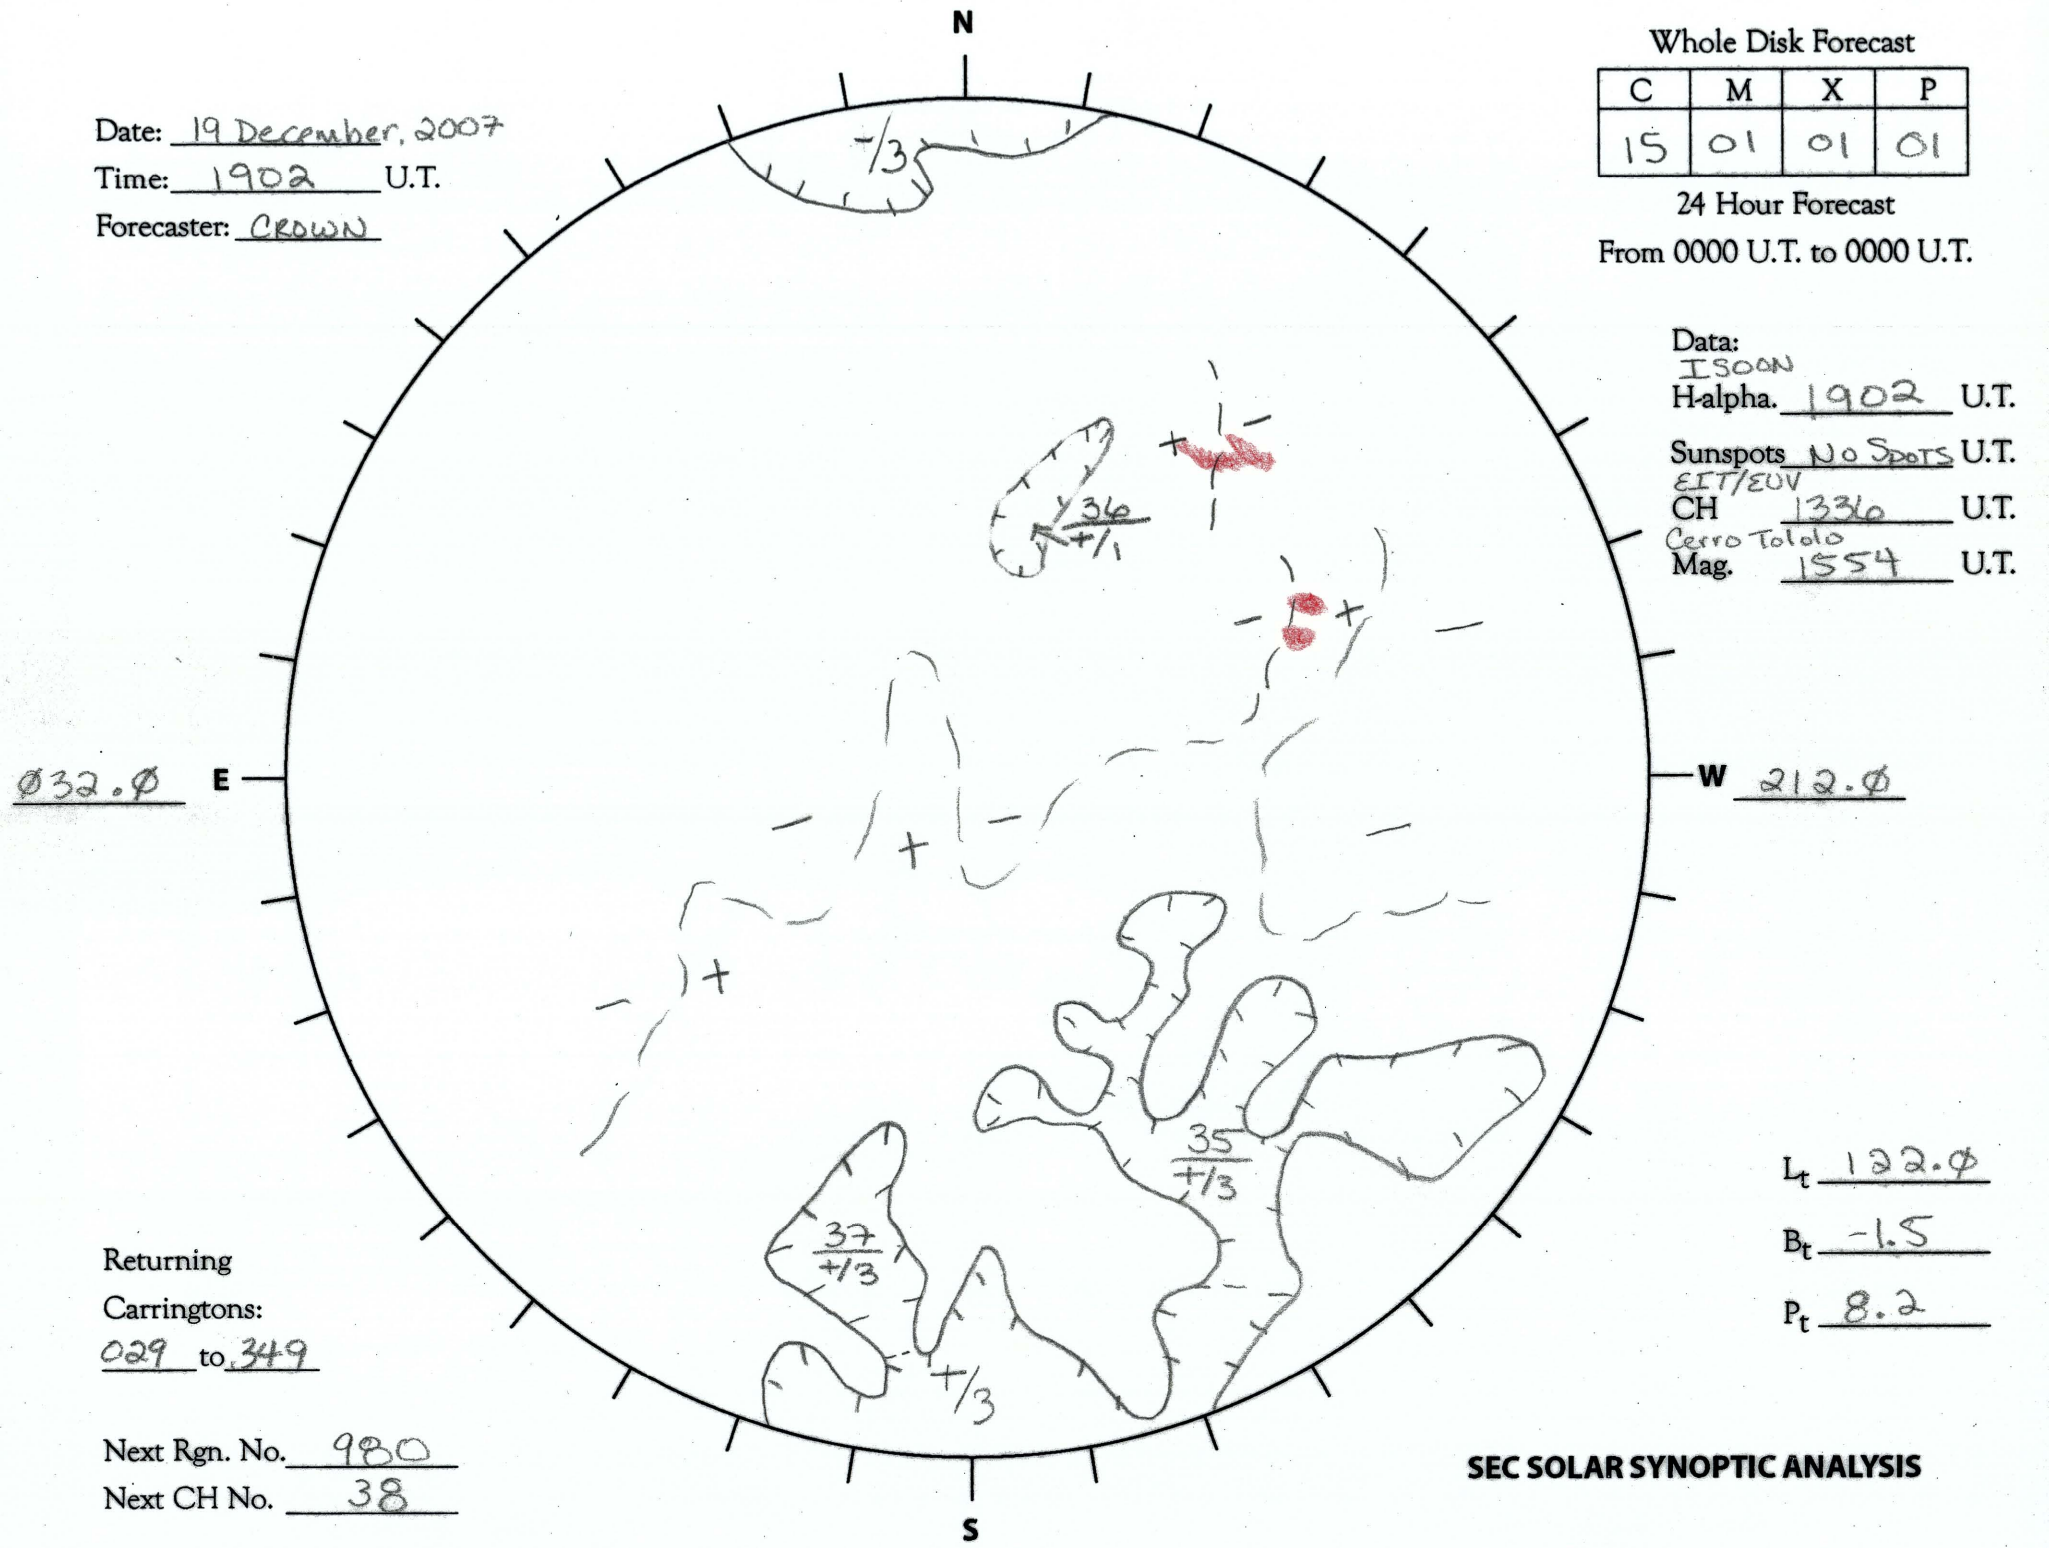 N
Date: 19 December, 2007
Time: 1902 U.T.
Forecaster: CROWN
Whole Disk Forecast
C M X P
15 01 01 01
24 Hour Forecast
From 0000 U.T. to 0000 U.T.
-/3
Data:
ISOON
H-alpha. 1902 U.T.
Sunspots No Spots U.T.
EIT/EUV
CH 1336 U.T.
Cerro Tololo
Mag. 1554 U.T.
+ -
36
+/1
- + -
Ø32.Ø E
W 212.Ø
- + - -
- +
35
+/3
37
+/3
+/3
Lt 122.Ø
Bt -1.5
Pt 8.2
Returning
Carringtons:
029 to 349
Next Rgn. No. 980
Next CH No. 38
SEC SOLAR SYNOPTIC ANALYSIS
S